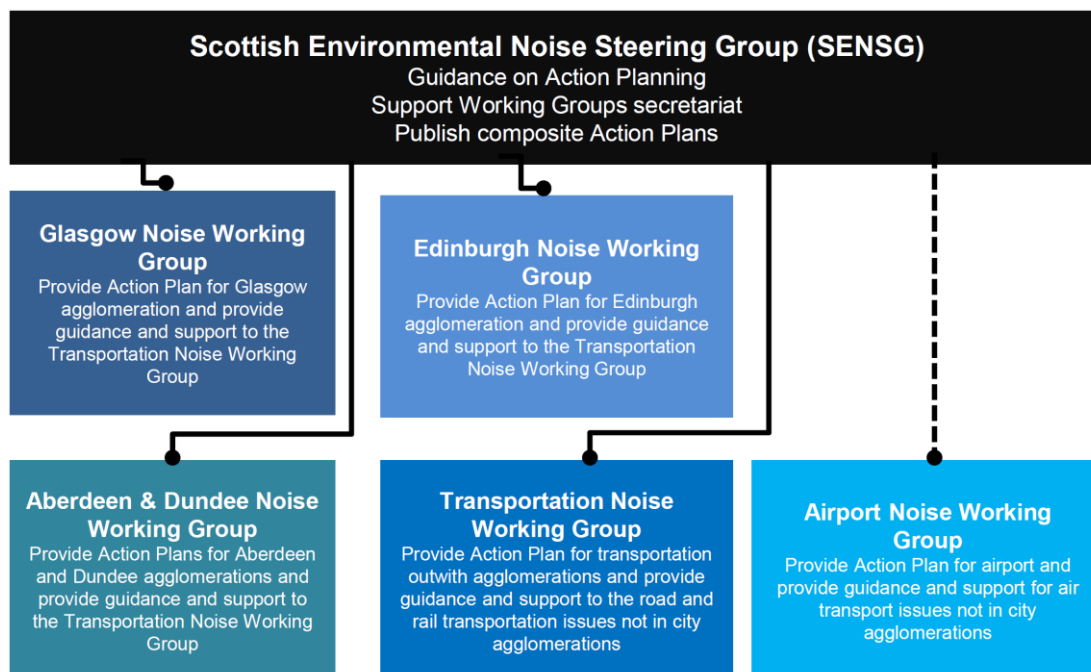 Scottish Environmental Noise Steering Group (SENSG)
Guidance on Action Planning
Support Working Groups secretariat
Publish composite Action Plans
Glasgow Noise Working
Group
Provide Action Plan for Glasgow
agglomeration and provide
guidance and support to the
Transportation Noise Working
Group
Edinburgh Noise Working
Group
Provide Action Plan for Edinburgh
agglomeration and provide guidance
and support to the Transportation
Noise Working Group
Aberdeen & Dundee Noise
Working Group
Provide Action Plans for Aberdeen
and Dundee agglomerations and
provide guidance and support to
the Transportation Noise Working
Group
Transportation Noise
Working Group
Provide Action Plan for transportation
outwith agglomerations and provide
guidance and support to the road and
rail transportation issues not in city
agglomerations
Airport Noise Working
Group
Provide Action Plan for airport and
provide guidance and support for air
transport issues not in city
agglomerations